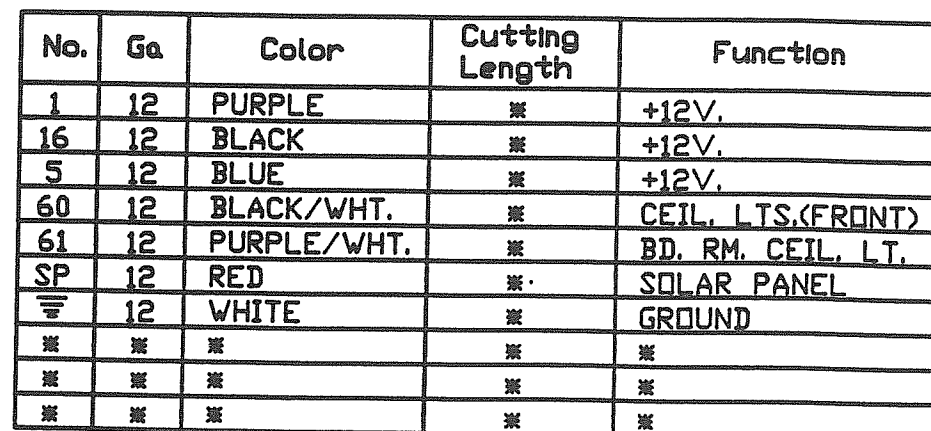 No. Ga Color Cutting Length Function
1 12 PURPLE ※ +12V.
16 12 BLACK ※ +12V.
5 12 BLUE ※ +12V.
60 12 BLACK/WHT. ※ CEIL. LTS.(FRONT)
61 12 PURPLE/WHT. ※ BD. RM. CEIL. LT.
SP 12 RED ※ SOLAR PANEL
⏚ 12 WHITE ※ GROUND
※ ※ ※ ※ ※
※ ※ ※ ※ ※
※ ※ ※ ※ ※